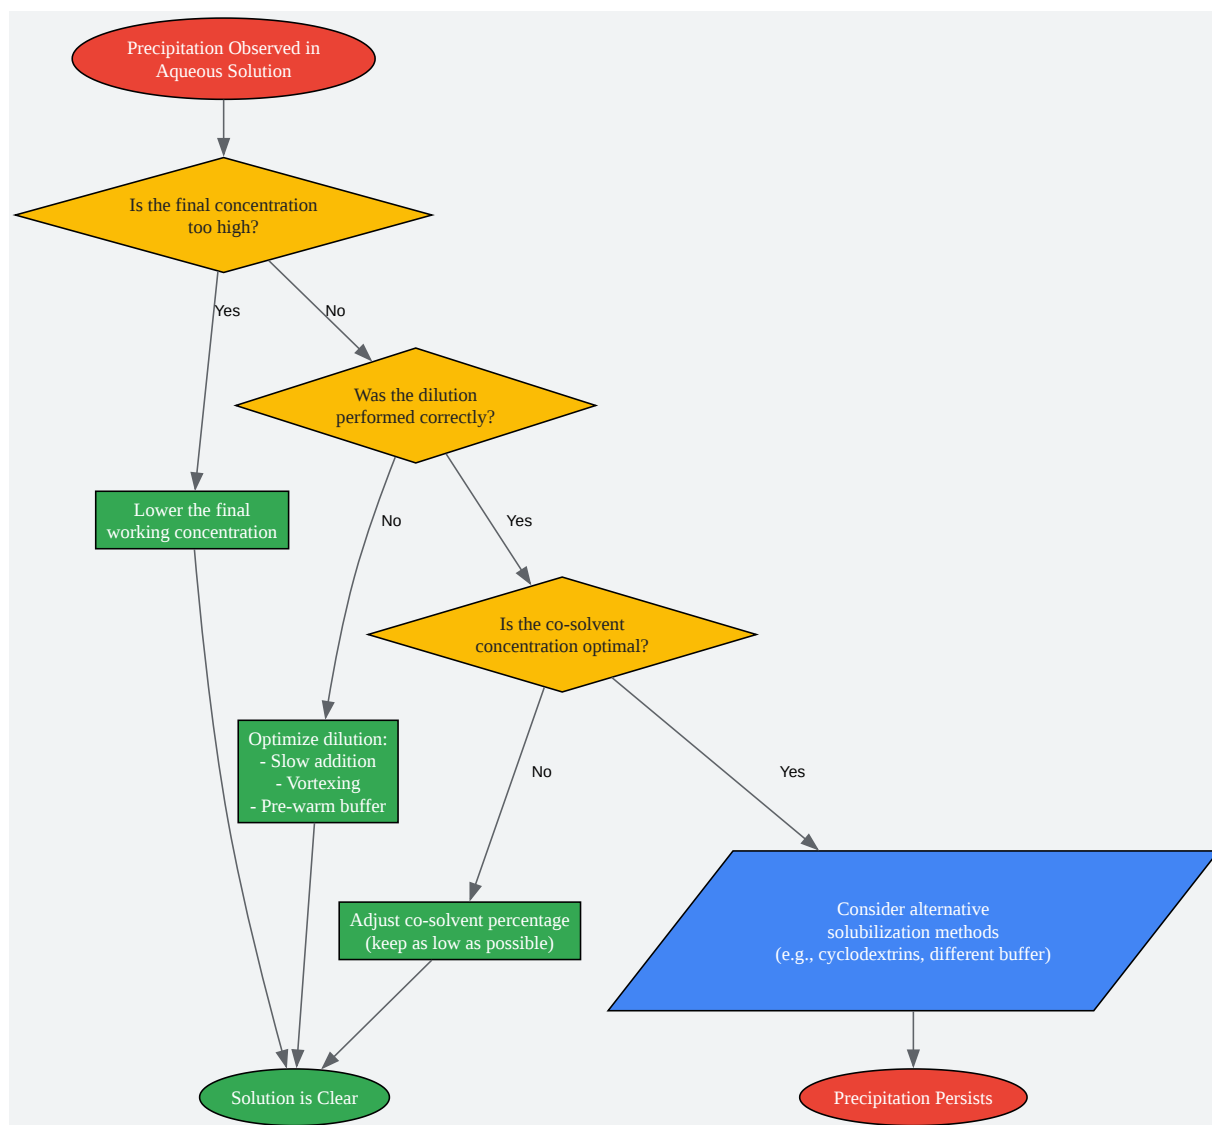 Precipitation Observed in
Aqueous Solution
Is the final concentration
too high?
Yes
No
Was the dilution
performed correctly?
Lower the final
working concentration
No
Yes
Is the co-solvent
concentration optimal?
Optimize dilution:
- Slow addition
- Vortexing
- Pre-warm buffer
No
Yes
Adjust co-solvent percentage
(keep as low as possible)
Consider alternative
solubilization methods
(e.g., cyclodextrins, different buffer)
Solution is Clear
Precipitation Persists